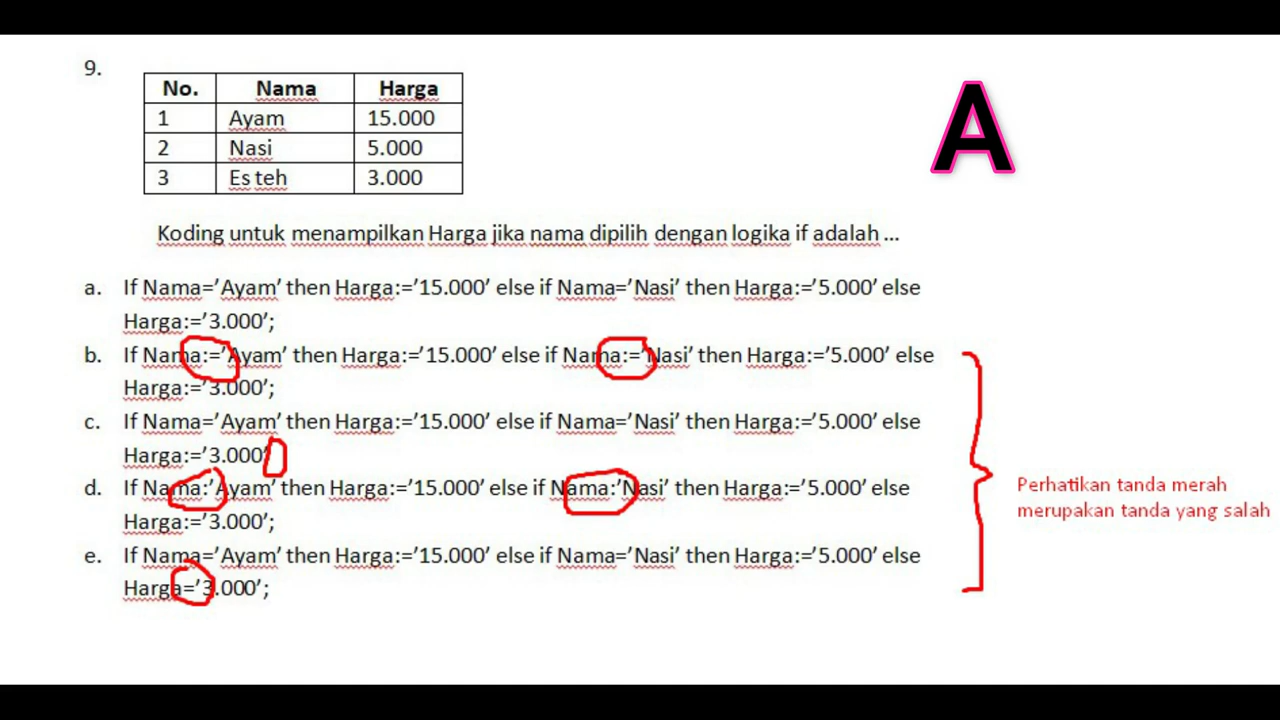 9.
No. Nama Harga
1 Ayam 15.000
2 Nasi 5.000
3 Es teh 3.000
A
Koding untuk menampilkan Harga jika nama dipilih dengan logika if adalah ...
a. If Nama=’Ayam’ then Harga:=’15.000’ else if Nama=’Nasi’ then Harga:=’5.000’ else
Harga:=’3.000’;
b. If Nama:=’Ayam’ then Harga:=’15.000’ else if Nama:=’Nasi’ then Harga:=’5.000’ else
Harga:=’3.000’;
c. If Nama=’Ayam’ then Harga:=’15.000’ else if Nama=’Nasi’ then Harga:=’5.000’ else
Harga:=’3.000’
d. If Nama:’Ayam’ then Harga:=’15.000’ else if Nama:’Nasi’ then Harga:=’5.000’ else
Harga:=’3.000’;
Perhatikan tanda merah
merupakan tanda yang salah
e. If Nama=’Ayam’ then Harga:=’15.000’ else if Nama=’Nasi’ then Harga:=’5.000’ else
Harga=’3.000’;